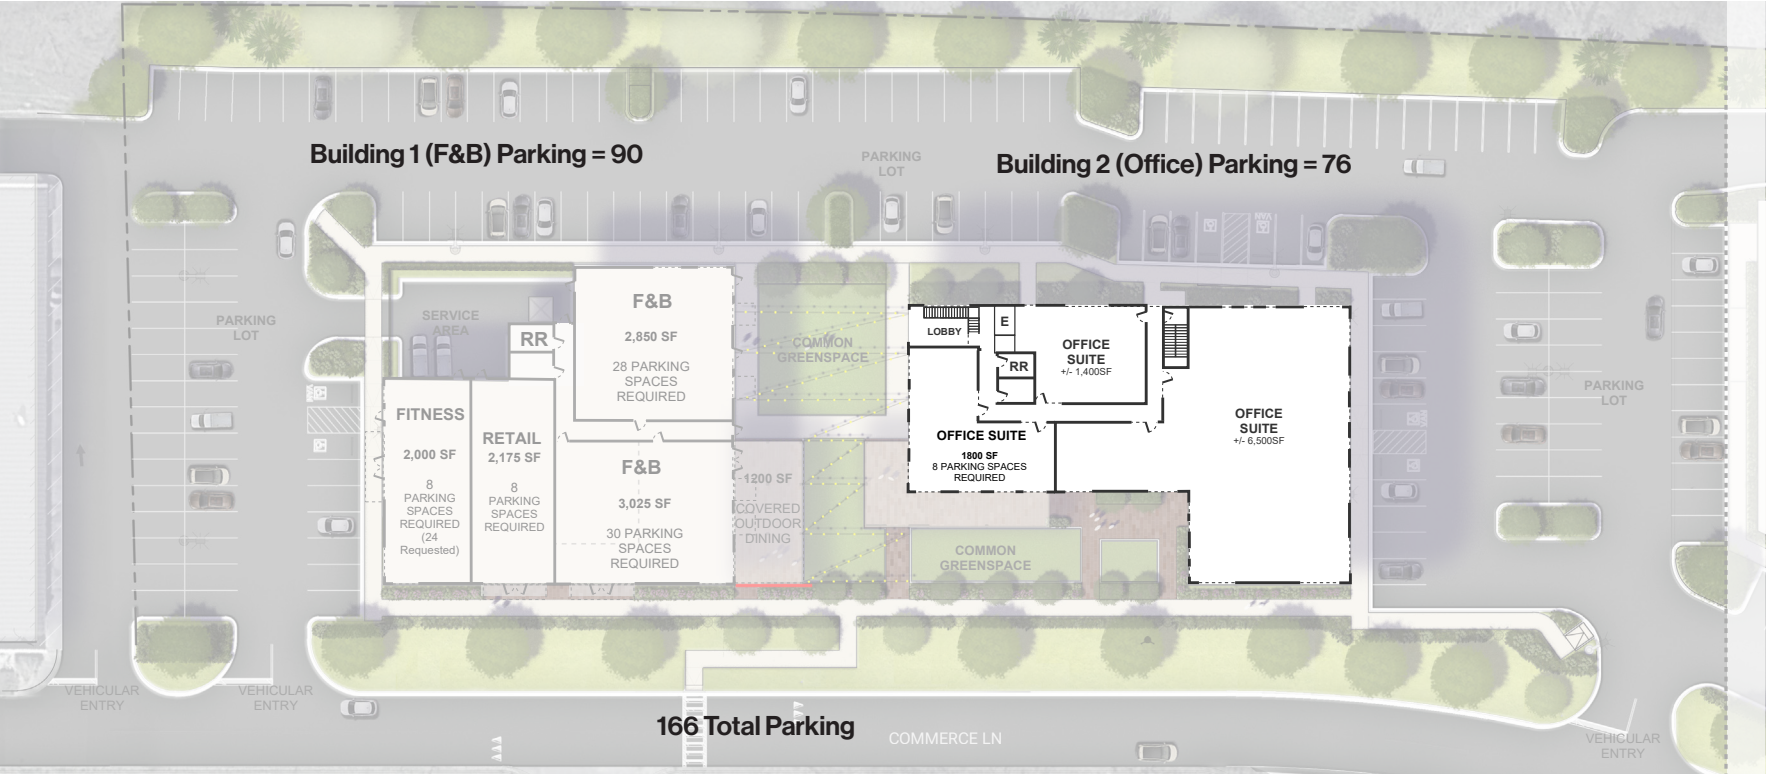 Building 1 (F&B) Parking = 90
PARKING
LOT
Building 2 (Office) Parking = 76
VAN
PARKING
LOT
SERVICE
AREA
RR
F&B
2,850 SF
28 PARKING
SPACES
REQUIRED
COMMON
GREENSPACE
LOBBY
E
RR
OFFICE
SUITE
+/- 1,400SF
OFFICE
SUITE
+/- 6,500SF
PARKING
LOT
VAN
FITNESS
2,000 SF
8
PARKING
SPACES
REQUIRED
(24
Requested)
RETAIL
2,175 SF
8
PARKING
SPACES
REQUIRED
F&B
3,025 SF
30 PARKING
SPACES
REQUIRED
1200 SF
COVERED
OUTDOOR
DINING
OFFICE SUITE
1800 SF
8 PARKING SPACES
REQUIRED
COMMON
GREENSPACE
VEHICULAR
ENTRY
VEHICULAR
ENTRY
166 Total Parking
COMMERCE LN
VEHICULAR
ENTRY